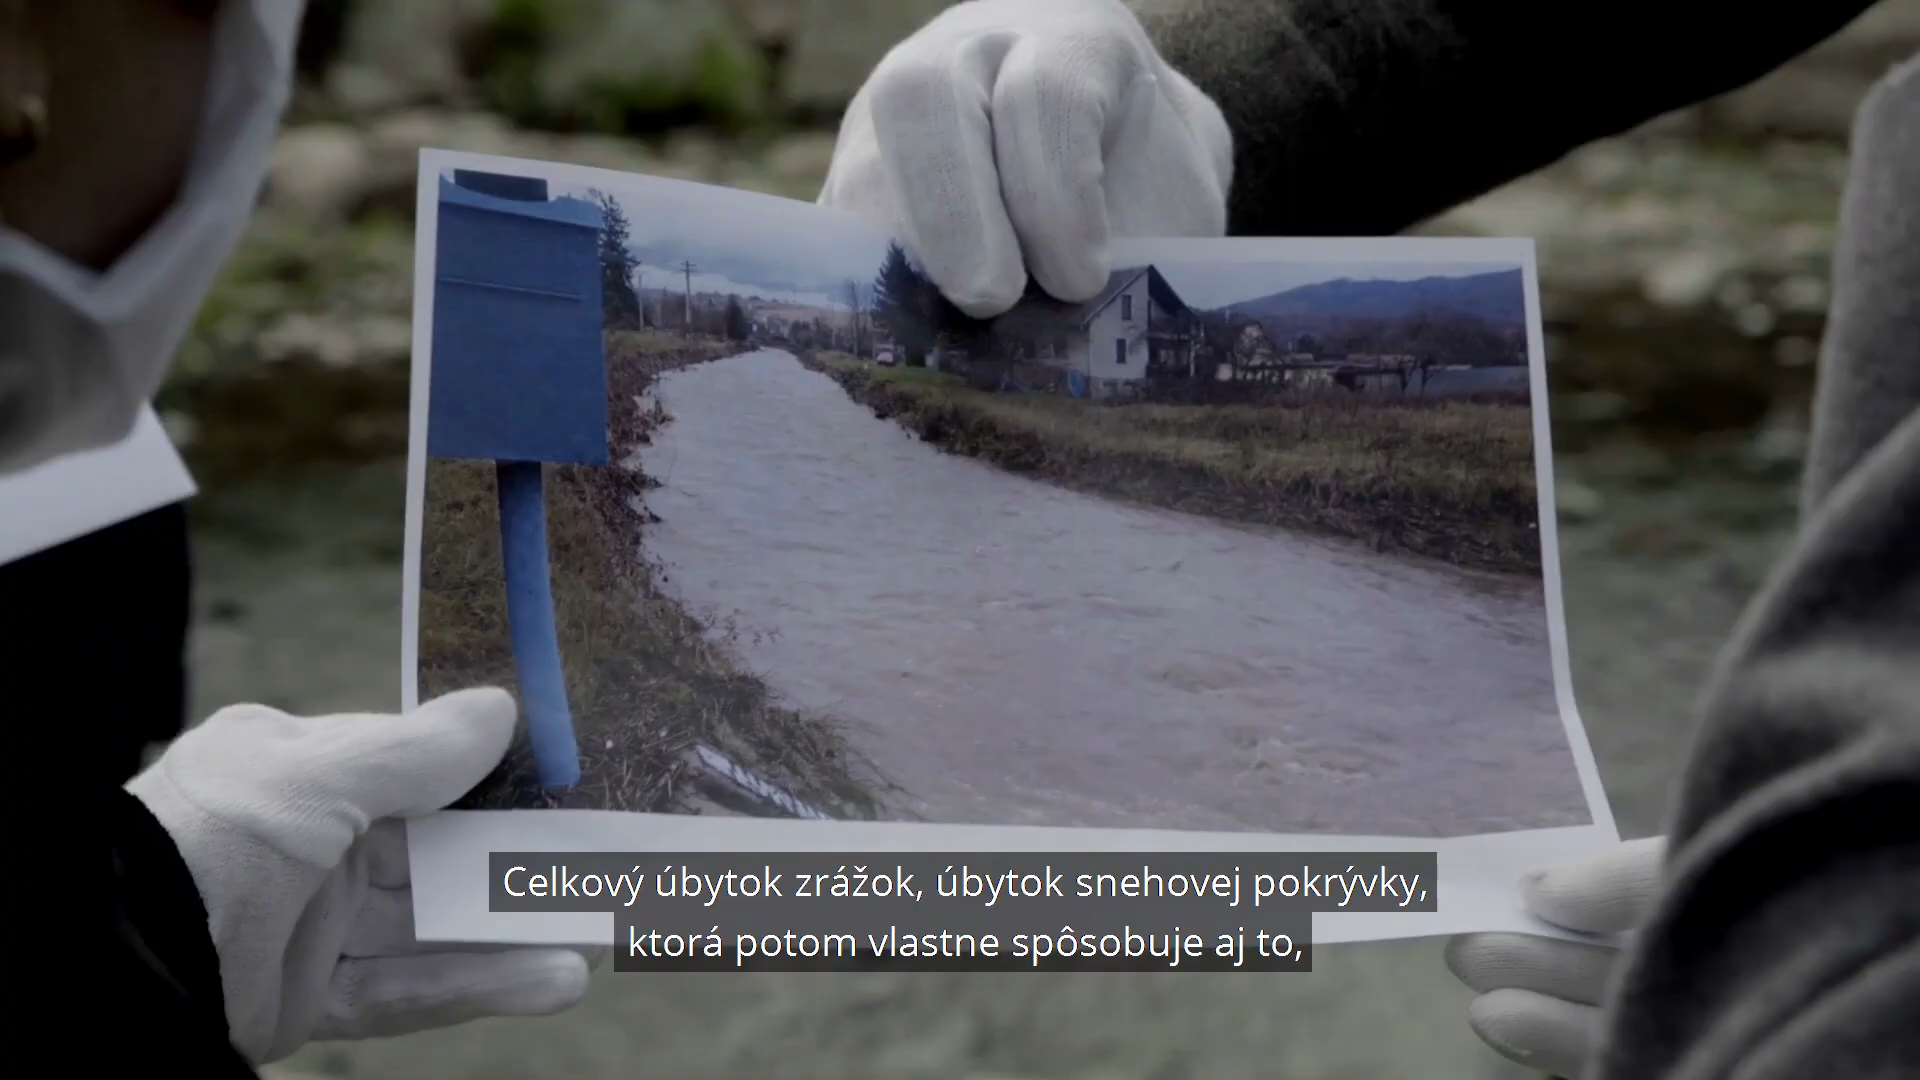 Celkový úbytok zrážok, úbytok snehovej pokrývky,
ktorá potom vlastne spôsobuje aj to,